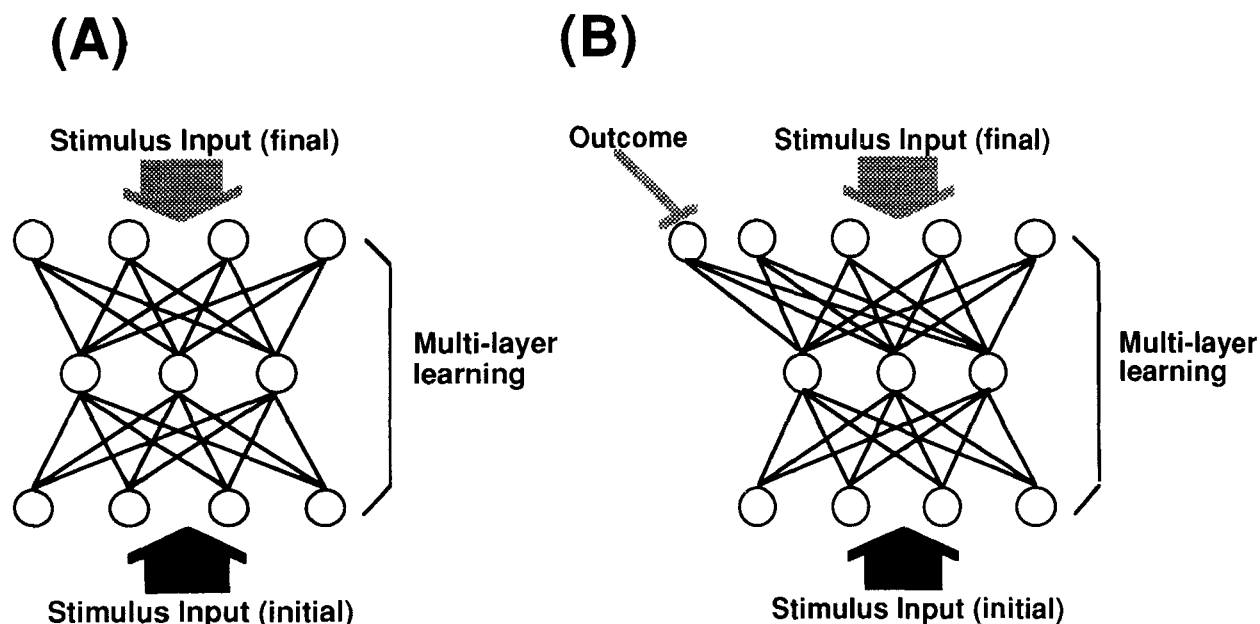 (A)
Stimulus Input (final)
Multi-layer
learning
Stimulus Input (initial)
(B)
Outcome
Stimulus Input (final)
Multi-layer
learning
Stimulus Input (initial)